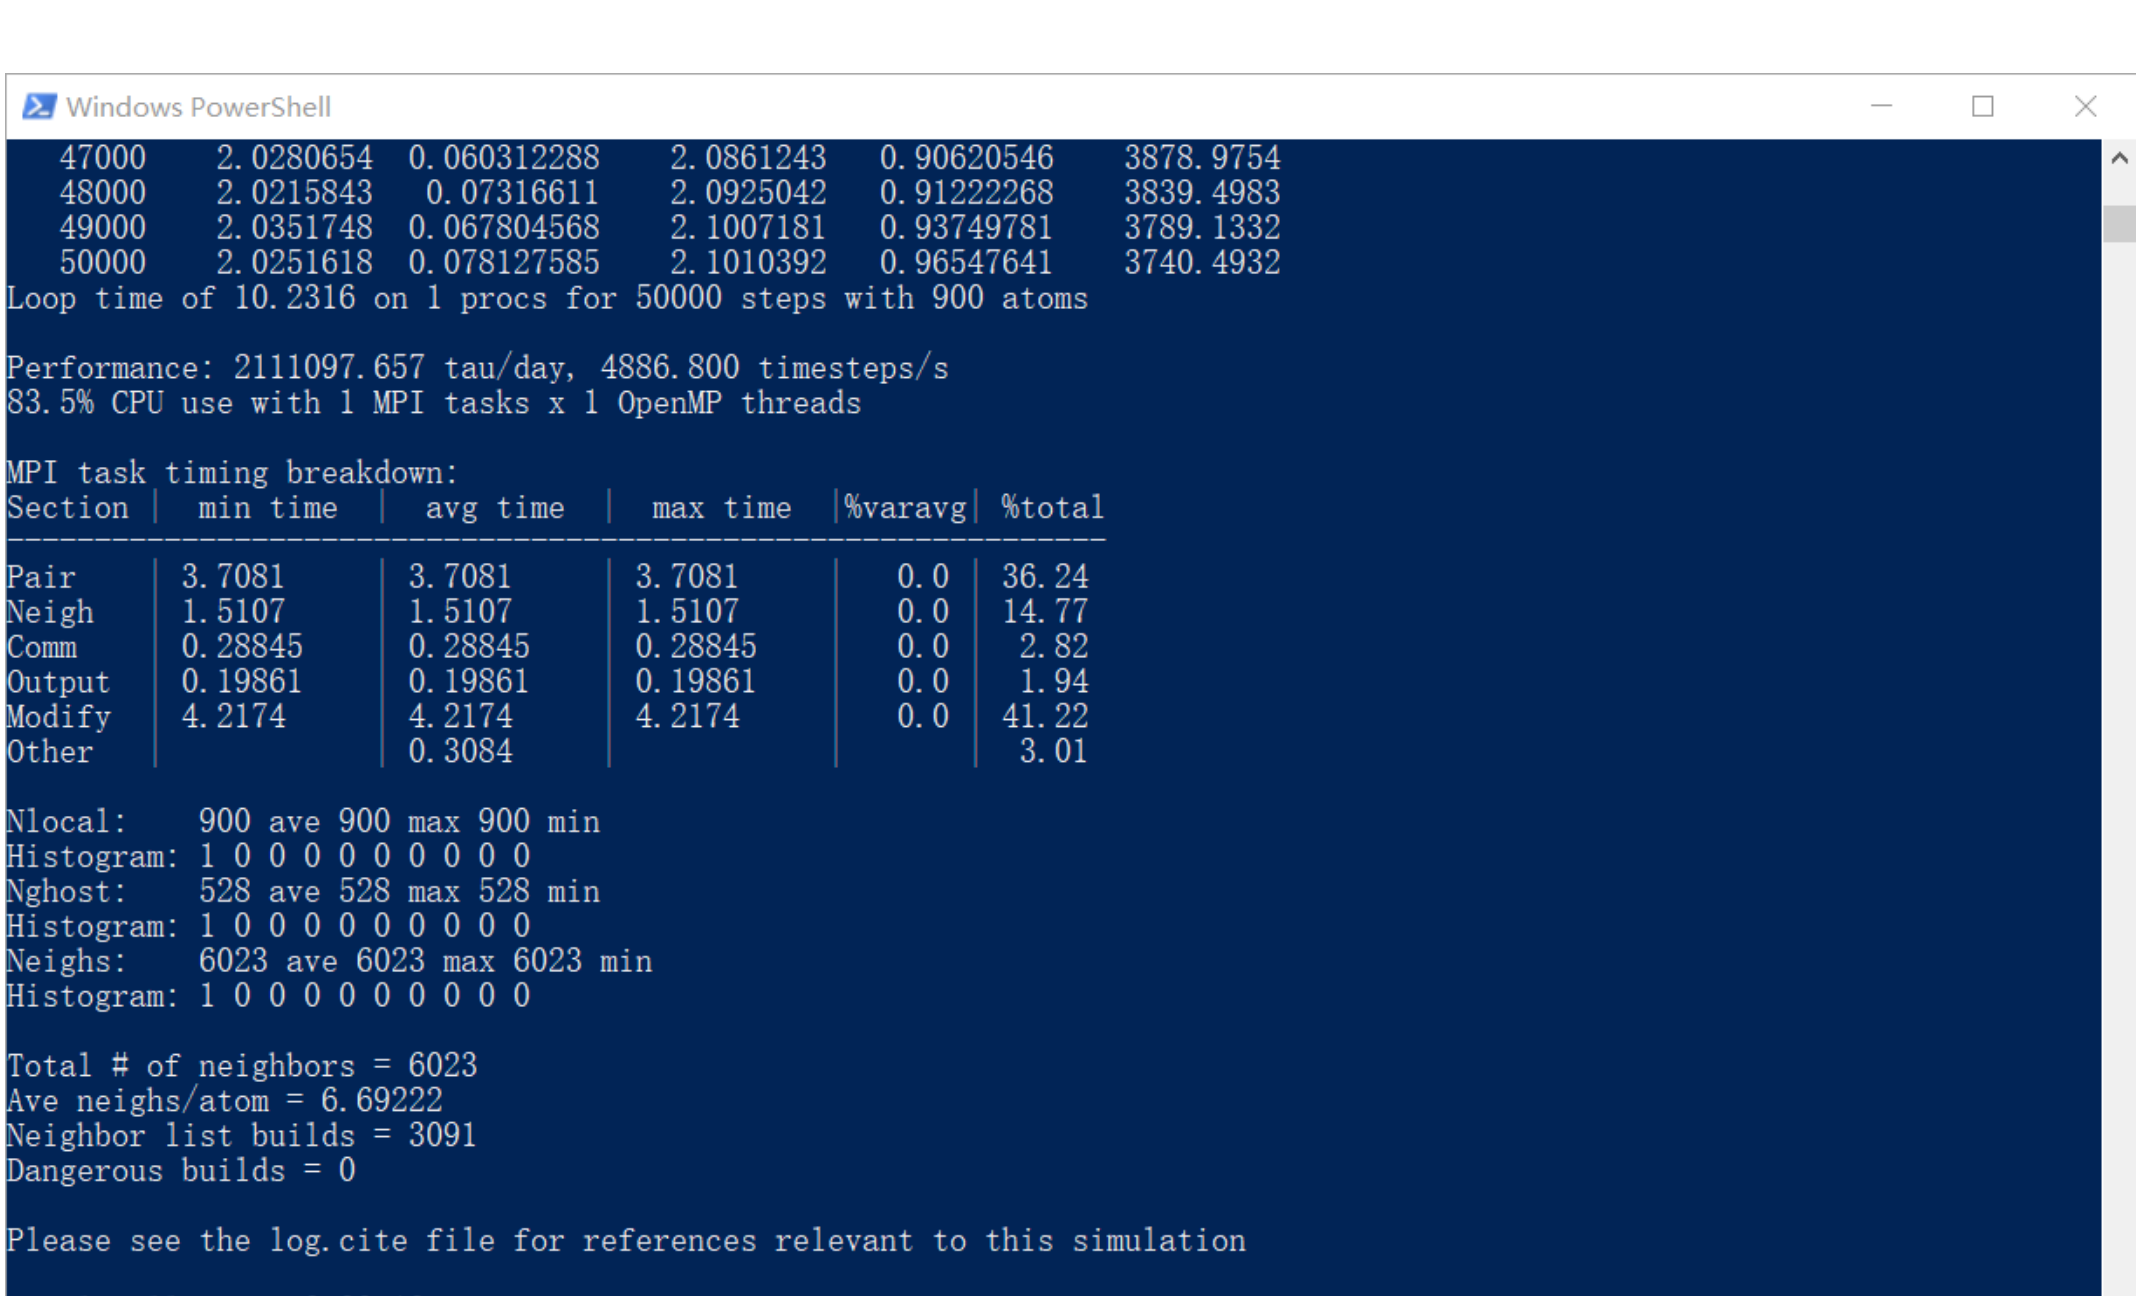 Windows PowerShell
47000 2.0280654 0.060312288 2.0861243 0.90620546 3878.9754
48000 2.0215843 0.07316611 2.0925042 0.91222268 3839.4983
49000 2.0351748 0.067804568 2.1007181 0.93749781 3789.1332
50000 2.0251618 0.078127585 2.1010392 0.96547641 3740.4932
Loop time of 10.2316 on 1 procs for 50000 steps with 900 atoms
Performance: 2111097.657 tau/day, 4886.800 timesteps/s
83.5% CPU use with 1 MPI tasks x 1 OpenMP threads
MPI task timing breakdown:
Section | min time | avg time | max time |%varavg| %total
---------------------------------------------------------------
Pair | 3.7081 | 3.7081 | 3.7081 | 0.0 | 36.24
Neigh | 1.5107 | 1.5107 | 1.5107 | 0.0 | 14.77
Comm | 0.28845 | 0.28845 | 0.28845 | 0.0 | 2.82
Output | 0.19861 | 0.19861 | 0.19861 | 0.0 | 1.94
Modify | 4.2174 | 4.2174 | 4.2174 | 0.0 | 41.22
Other | | 0.3084 | | | 3.01
Nlocal: 900 ave 900 max 900 min
Histogram: 1 0 0 0 0 0 0 0 0 0
Nghost: 528 ave 528 max 528 min
Histogram: 1 0 0 0 0 0 0 0 0 0
Neighs: 6023 ave 6023 max 6023 min
Histogram: 1 0 0 0 0 0 0 0 0 0
Total # of neighbors = 6023
Ave neighs/atom = 6.69222
Neighbor list builds = 3091
Dangerous builds = 0
Please see the log.cite file for references relevant to this simulation